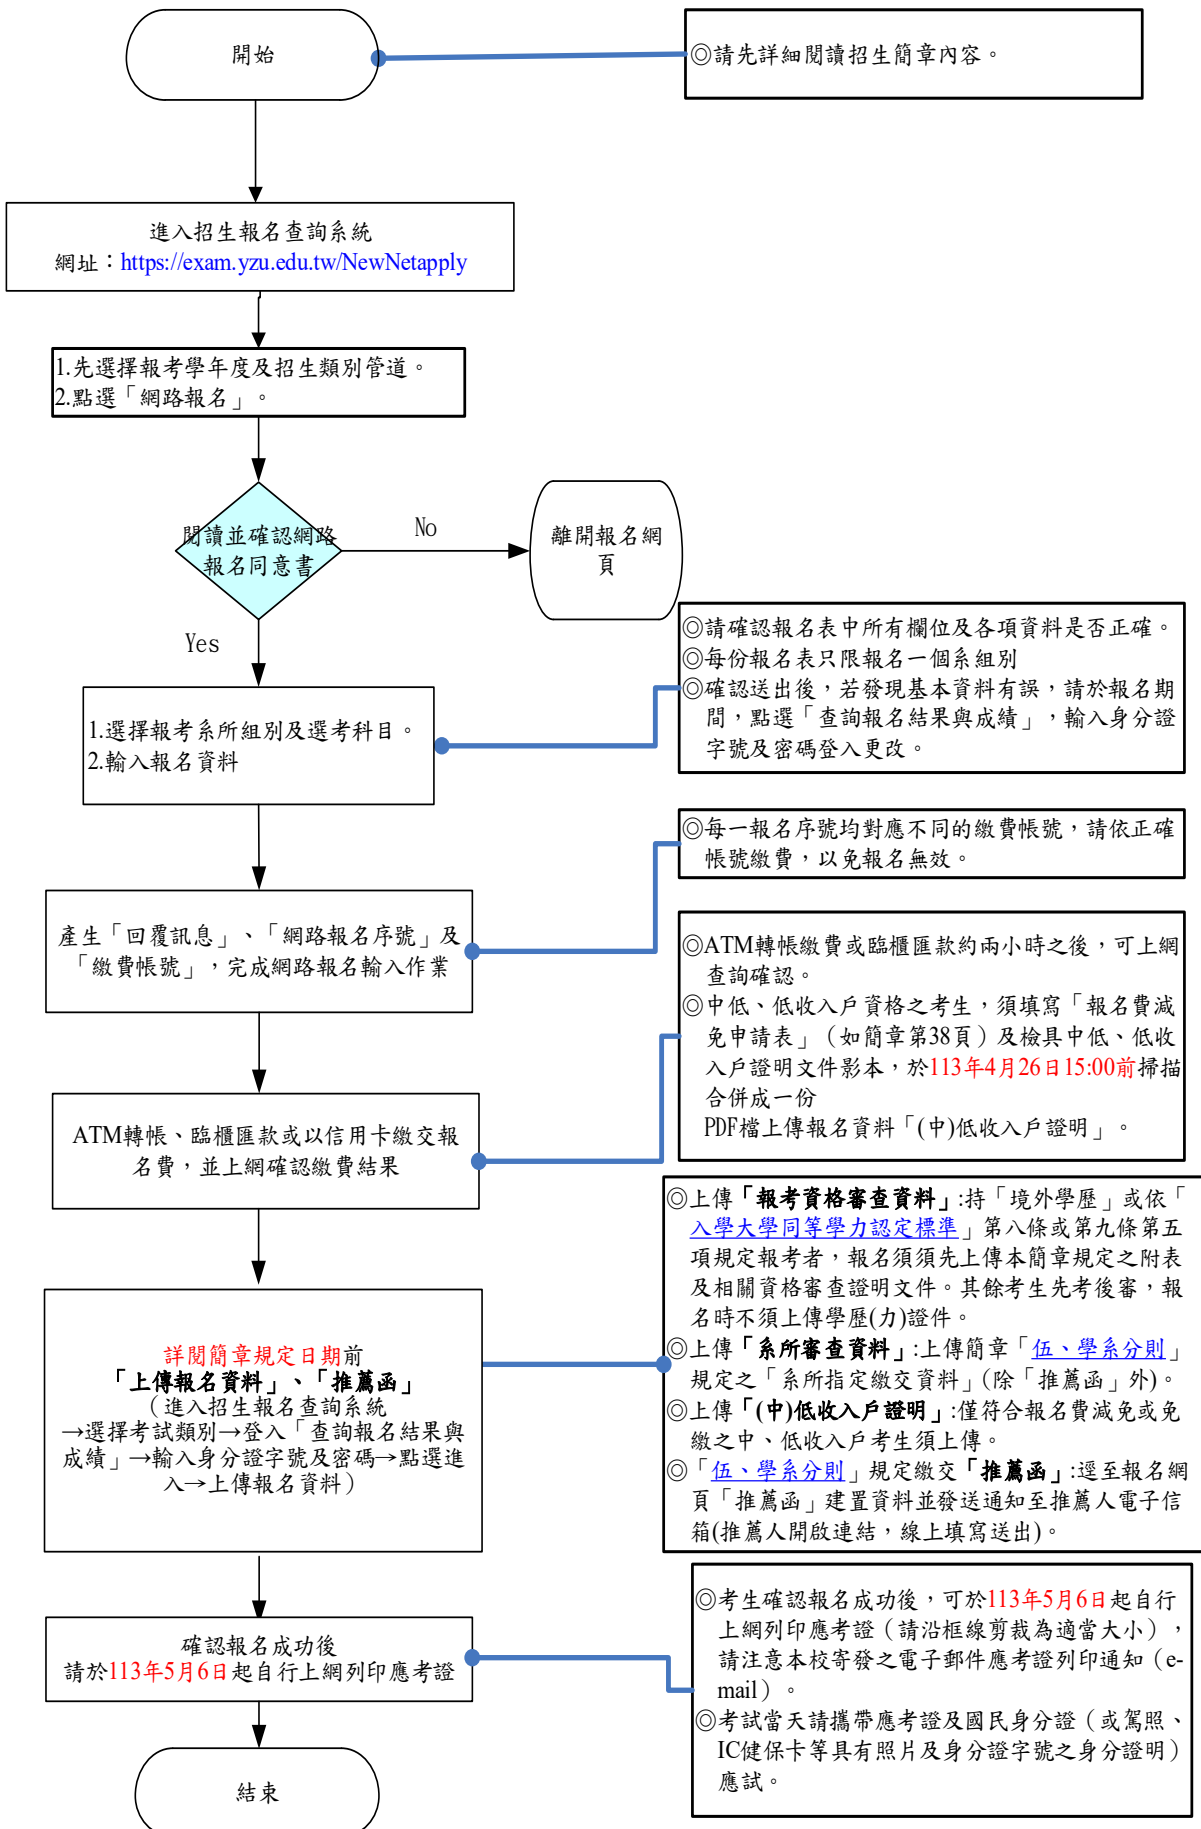 開始
◎請先詳細閱讀招生簡章內容。
進入招生報名查詢系統
網址：https://exam.yzu.edu.tw/NewNetapply
1.先選擇報考學年度及招生類別管道。
2.點選「網路報名」。
閱讀並確認網路
報名同意書
No
離開報名網
頁
Yes
◎請確認報名表中所有欄位及各項資料是否正確。
◎每份報名表只限報名一個系組別
◎確認送出後，若發現基本資料有誤，請於報名期
間，點選「查詢報名結果與成績」，輸入身分證
字號及密碼登入更改。
1.選擇報考系所組別及選考科目。
2.輸入報名資料
◎每一報名序號均對應不同的繳費帳號，請依正確
帳號繳費，以免報名無效。
產生「回覆訊息」、「網路報名序號」及
「繳費帳號」，完成網路報名輸入作業
◎ATM轉帳繳費或臨櫃匯款約兩小時之後，可上網
查詢確認。
◎中低、低收入戶資格之考生，須填寫「報名費減
免申請表」（如簡章第38頁）及檢具中低、低收
入戶證明文件影本，於113年4月26日15:00前掃描
合併成一份
PDF檔上傳報名資料「(中)低收入戶證明」。
ATM轉帳、臨櫃匯款或以信用卡繳交報
名費，並上網確認繳費結果
◎上傳「報考資格審查資料」:持「境外學歷」或依「
入學大學同等學力認定標準」第八條或第九條第五
項規定報考者，報名須須先上傳本簡章規定之附表
及相關資格審查證明文件。其餘考生先考後審，報
名時不須上傳學歷(力)證件。
◎上傳「系所審查資料」:上傳簡章「伍、學系分則」
規定之「系所指定繳交資料」(除「推薦函」外)。
◎上傳「(中)低收入戶證明」:僅符合報名費減免或免
繳之中、低收入戶考生須上傳。
◎「伍、學系分則」規定繳交「推薦函」:逕至報名網
頁「推薦函」建置資料並發送通知至推薦人電子信
箱(推薦人開啟連結，線上填寫送出)。
詳閱簡章規定日期前
「上傳報名資料」、「推薦函」
（進入招生報名查詢系統
→選擇考試類別→登入「查詢報名結果與
成績」→輸入身分證字號及密碼→點選進
入→上傳報名資料）
◎考生確認報名成功後，可於113年5月6日起自行
上網列印應考證（請沿框線剪裁為適當大小），
請注意本校寄發之電子郵件應考證列印通知（e-
mail）。
◎考試當天請攜帶應考證及國民身分證（或駕照、
IC健保卡等具有照片及身分證字號之身分證明）
應試。
確認報名成功後
請於113年5月6日起自行上網列印應考證
結束